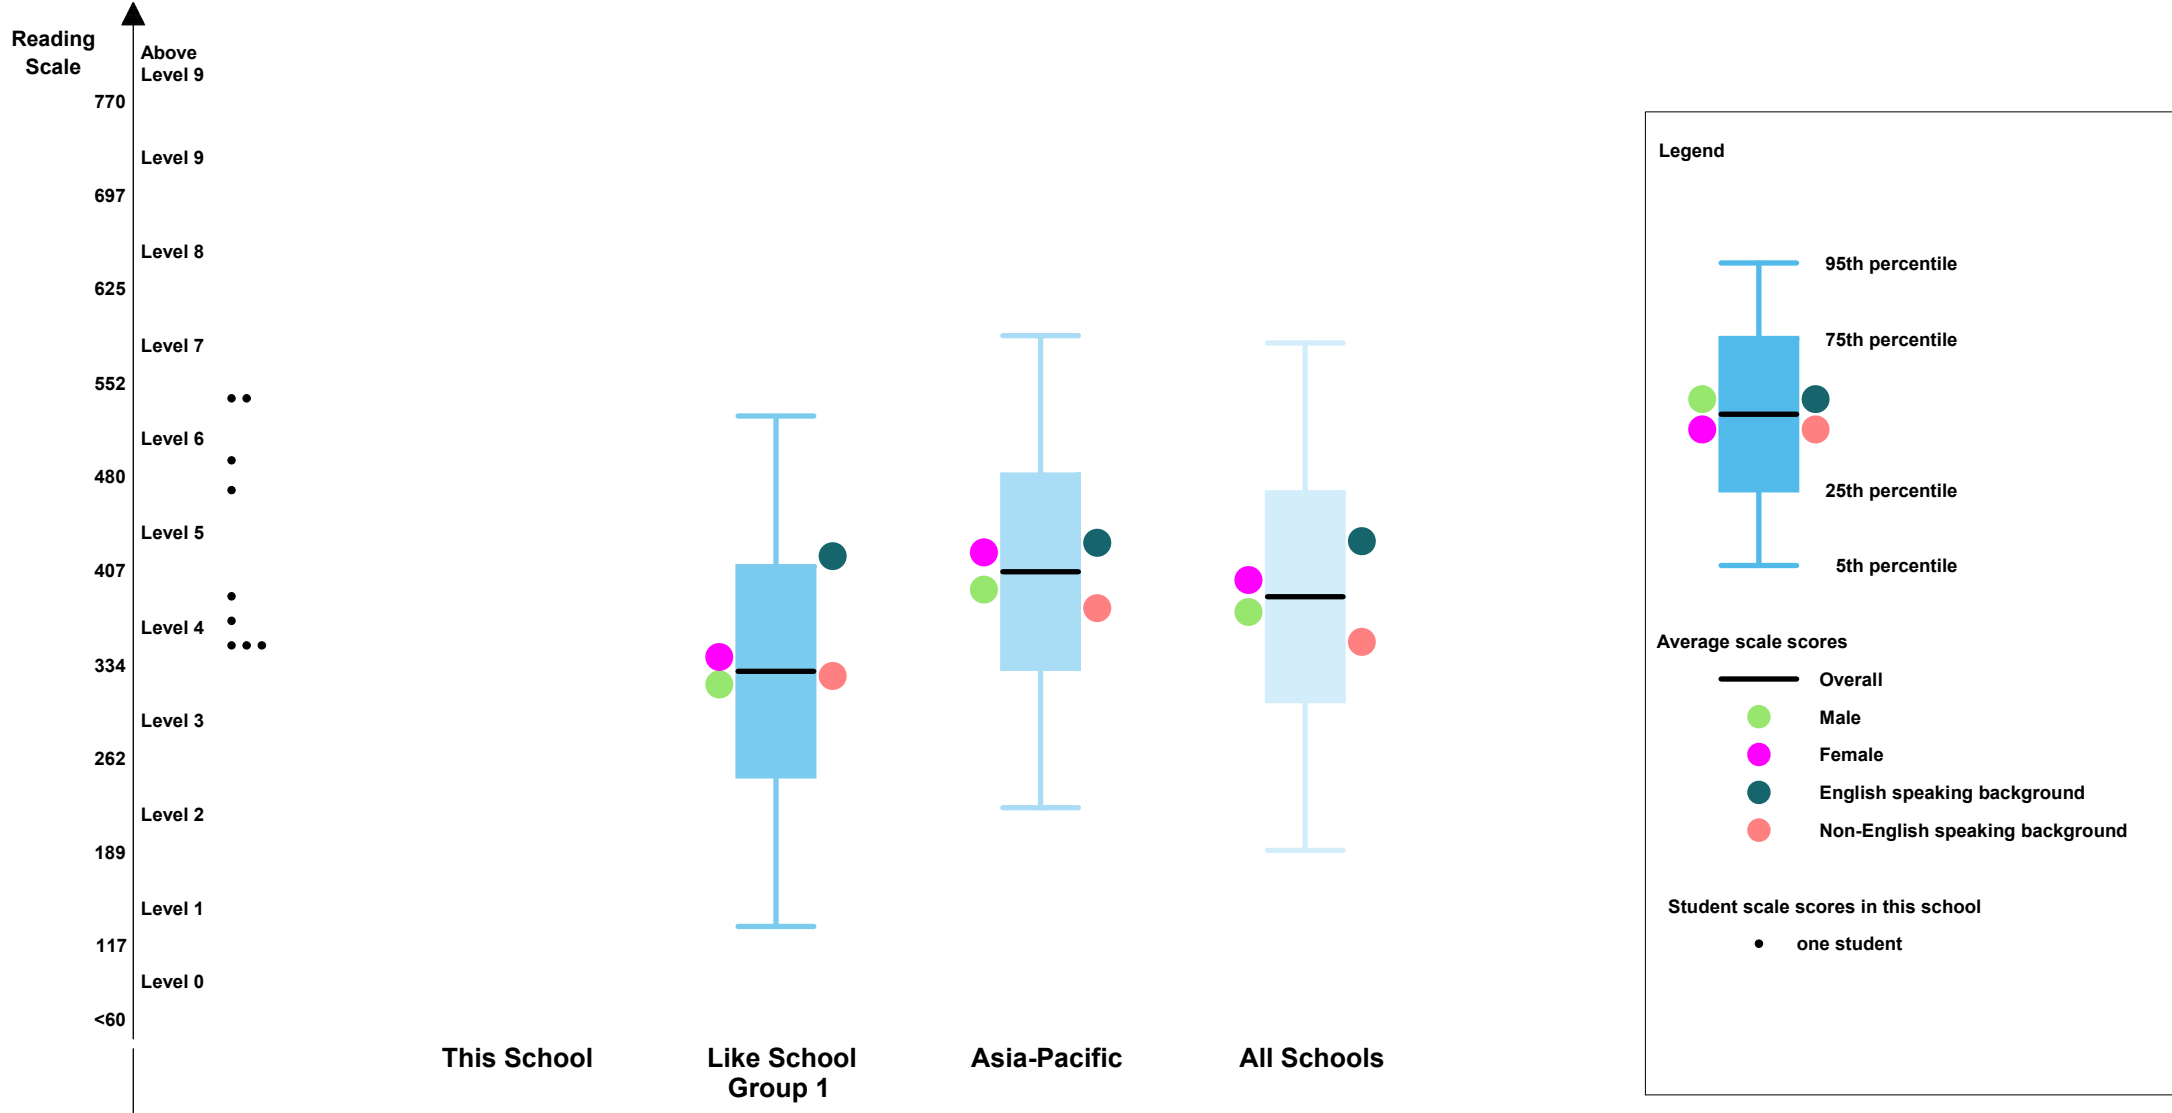 Reading
Scale
Above
Level 9
770
Level 9
697
Level 8
625
Level 7
552
Level 6
480
Level 5
407
Level 4
334
Level 3
262
Level 2
189
Level 1
117
Level 0
<60
This School
Like School
Group 1
Asia-Pacific
All Schools
Legend
95th percentile
75th percentile
25th percentile
5th percentile
Average scale scores
Overall
Male
Female
English speaking background
Non-English speaking background
Student scale scores in this school
one student